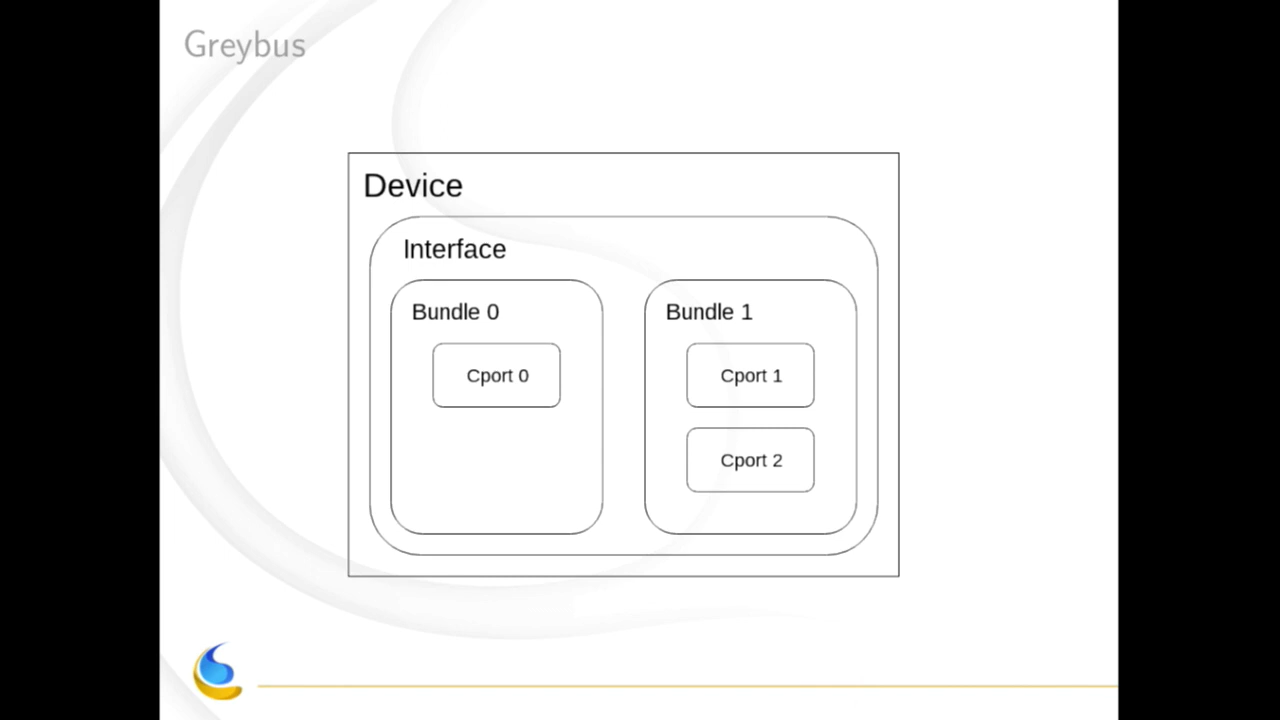 Greybus
Device
Interface
Bundle 0
Bundle 1
Cport 0
Cport 1
Cport 2